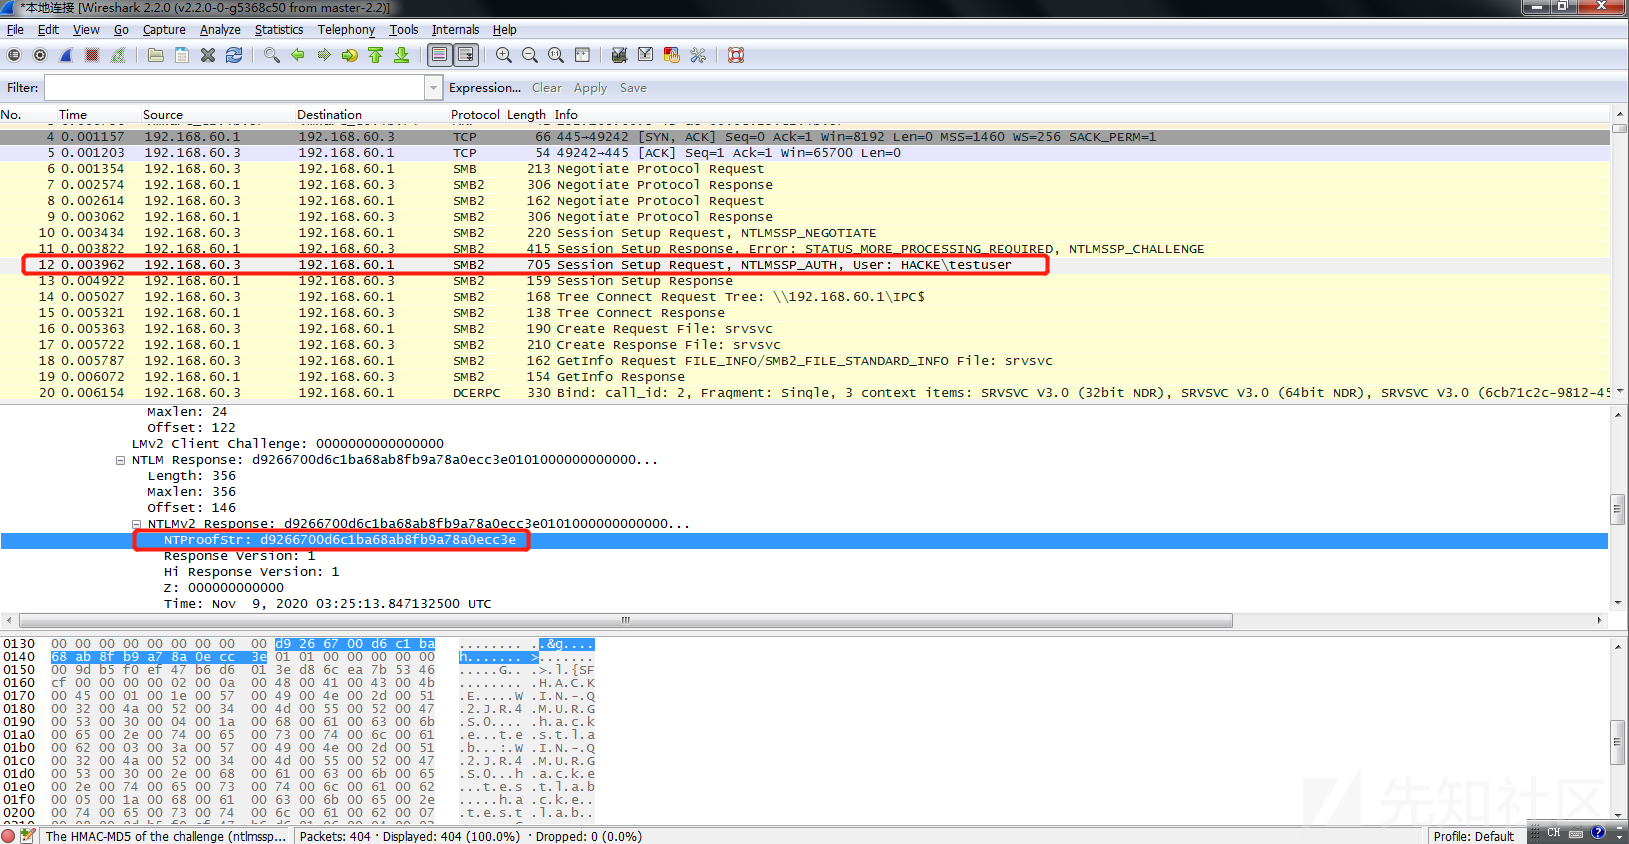 *本地连接 [Wireshark 2.2.0 (v2.2.0-0-g5368c50 from master-2.2)]
File Edit View Go Capture Analyze Statistics Telephony Tools Internals Help
Filter: Expression... Clear Apply Save
No. Time Source Destination Protocol Length Info
4 0.001157 192.168.60.1 192.168.60.3 TCP 66 445→49242 [SYN, ACK] Seq=0 Ack=1 Win=8192 Len=0 MSS=1460 WS=256 SACK_PERM=1
5 0.001203 192.168.60.3 192.168.60.1 TCP 54 49242→445 [ACK] Seq=1 Ack=1 Win=65700 Len=0
6 0.001354 192.168.60.3 192.168.60.1 SMB 213 Negotiate Protocol Request
7 0.002574 192.168.60.1 192.168.60.3 SMB2 306 Negotiate Protocol Response
8 0.002614 192.168.60.3 192.168.60.1 SMB2 162 Negotiate Protocol Request
9 0.003062 192.168.60.1 192.168.60.3 SMB2 306 Negotiate Protocol Response
10 0.003434 192.168.60.3 192.168.60.1 SMB2 220 Session Setup Request, NTLMSSP_NEGOTIATE
11 0.003822 192.168.60.1 192.168.60.3 SMB2 415 Session Setup Response, Error: STATUS_MORE_PROCESSING_REQUIRED, NTLMSSP_CHALLENGE
12 0.003962 192.168.60.3 192.168.60.1 SMB2 705 Session Setup Request, NTLMSSP_AUTH, User: HACKE\testuser
13 0.004922 192.168.60.1 192.168.60.3 SMB2 159 Session Setup Response
14 0.005027 192.168.60.3 192.168.60.1 SMB2 168 Tree Connect Request Tree: \\192.168.60.1\IPC$
15 0.005321 192.168.60.1 192.168.60.3 SMB2 138 Tree Connect Response
16 0.005363 192.168.60.3 192.168.60.1 SMB2 190 Create Request File: srvsvc
17 0.005722 192.168.60.1 192.168.60.3 SMB2 210 Create Response File: srvsvc
18 0.005787 192.168.60.3 192.168.60.1 SMB2 162 GetInfo Request FILE_INFO/SMB2_FILE_STANDARD_INFO File: srvsvc
19 0.006072 192.168.60.1 192.168.60.3 SMB2 154 GetInfo Response
20 0.006154 192.168.60.3 192.168.60.1 DCERPC 330 Bind: call_id: 2, Fragment: Single, 3 context items: SRVSVC V3.0 (32bit NDR), SRVSVC V3.0 (64bit NDR), SRVSVC V3.0 (6cb71c2c-9812-45
Maxlen: 24
Offset: 122
LMv2 Client Challenge: 0000000000000000
NTLM Response: d9266700d6c1ba68ab8fb9a78a0ecc3e0101000000000000...
Length: 356
Maxlen: 356
Offset: 146
NTLMv2 Response: d9266700d6c1ba68ab8fb9a78a0ecc3e0101000000000000...
NTProofStr: d9266700d6c1ba68ab8fb9a78a0ecc3e
Response Version: 1
Hi Response Version: 1
Z: 000000000000
Time: Nov 9, 2020 03:25:13.847132500 UTC
0130 00 00 00 00 00 00 00 00 00 d9 26 67 00 d6 c1 ba ........ .&g....
0140 68 ab 8f b9 a7 8a 0e cc 3e 01 01 00 00 00 00 00 h....... >.......
0150 00 9d b5 f0 ef 47 b6 d6 01 3e d8 6c ea 7b 53 46 .....G.. .>.l.{SF
0160 cf 00 00 00 00 02 00 0a 00 48 00 41 00 43 00 4b ........ .H.A.C.K
0170 00 45 00 01 00 1e 00 57 00 49 00 4e 00 2d 00 51 .E.....W .I.N.-.Q
0180 00 32 00 4a 00 52 00 34 00 4d 00 55 00 52 00 47 .2.J.R.4 .M.U.R.G
0190 00 53 00 30 00 04 00 1a 00 68 00 61 00 63 00 6b .S.0.... .h.a.c.k
01a0 00 65 00 2e 00 74 00 65 00 73 00 74 00 6c 00 61 .e...t.e .s.t.l.a
01b0 00 62 00 03 00 3a 00 57 00 49 00 4e 00 2d 00 51 .b...:.W .I.N.-.Q
01c0 00 32 00 4a 00 52 00 34 00 4d 00 55 00 52 00 47 .2.J.R.4 .M.U.R.G
01d0 00 53 00 30 00 2e 00 68 00 61 00 63 00 6b 00 65 .S.0...h .a.c.k.e
01e0 00 2e 00 74 00 65 00 73 00 74 00 6c 00 61 00 62 ...t.e.s .t.l.a.b
01f0 00 05 00 1a 00 68 00 61 00 63 00 6b 00 65 00 2e .....h.a .c.k.e..
0200 00 74 00 65 00 73 00 74 00 6c 00 61 00 62 00 07 .t.e.s.t .l.a.b..
先知社区
The HMAC-MD5 of the challenge (ntlmssp... Packets: 404 · Displayed: 404 (100.0%) · Dropped: 0 (0.0%) Profile: Default CH